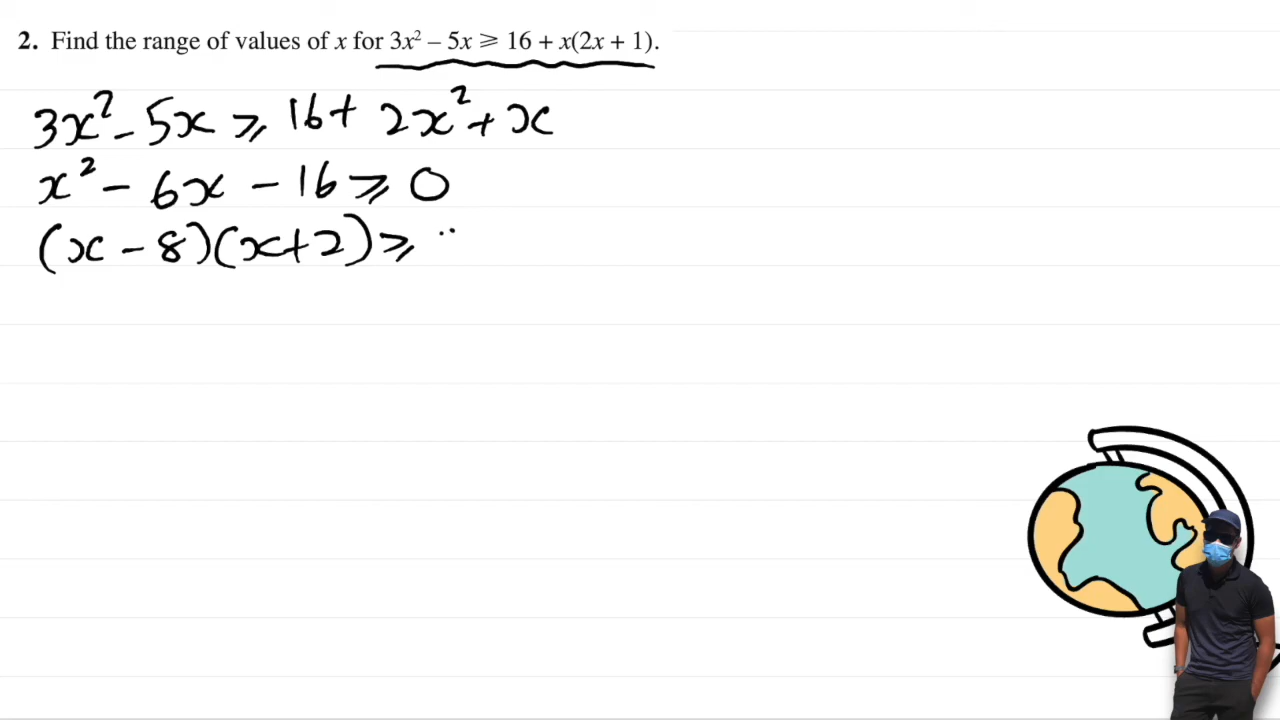 2. Find the range of values of x for 3x² – 5x ⩾ 16 + x(2x + 1).
3x² - 5x ⩾ 16 + 2x² + x
x² - 6x - 16 ⩾ 0
(x - 8)(x + 2) ⩾